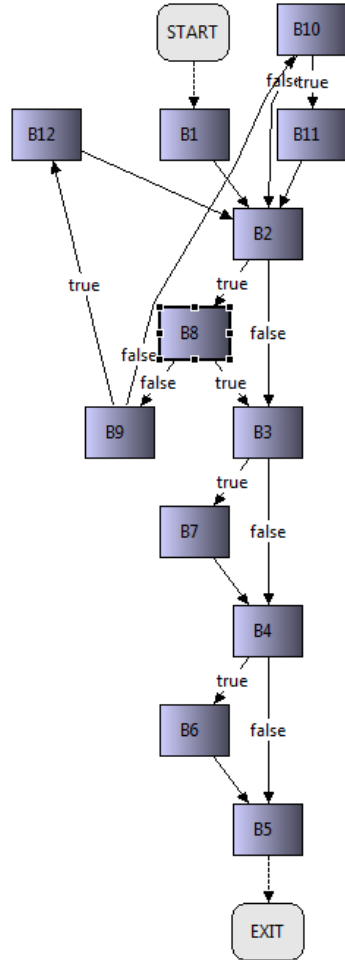 START
B10
false
true
B12
B1
B11
B2
true
true
false
B8
false
false
true
B9
B3
true
B7
false
B4
true
B6
false
B5
EXIT